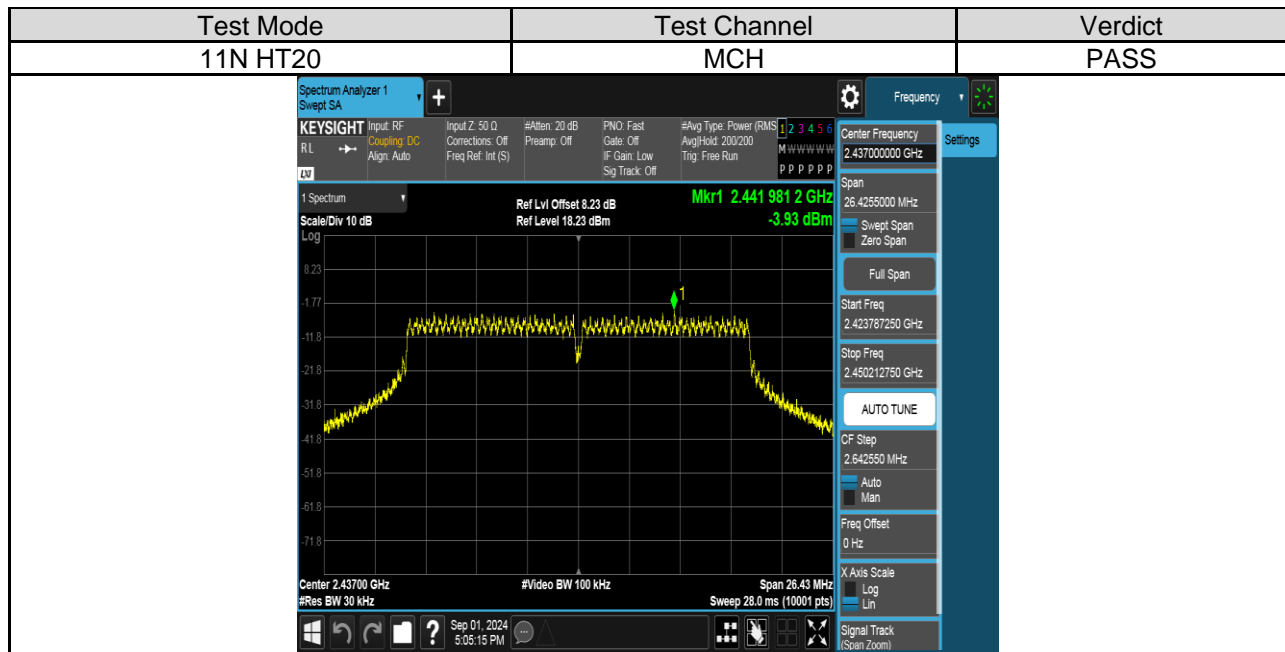 Test Mode Test Channel Verdict
11N HT20 MCH PASS
Spectrum Analyzer 1
Swept SA
+
Frequency
KEYSIGHT Input: RF Input Z: 50 Ω #Atten: 20 dB PNO: Fast #Avg Type: Power (RMS 1 2 3 4 5 6
RL Coupling: DC Corrections: Off Preamp: Off Gate: Off Avg|Hold: 200/200 M W W W W W
Align: Auto Freq Ref: Int (S) IF Gain: Low Trig: Free Run
LXI Sig Track: Off P P P P P P
Center Frequency
2.437000000 GHz
Settings
1 Spectrum
Scale/Div 10 dB
Ref Lvl Offset 8.23 dB
Ref Level 18.23 dBm
Mkr1 2.441 981 2 GHz
-3.93 dBm
Log
8.23
-1.77
-11.8
-21.8
-31.8
-41.8
-51.8
-61.8
-71.8
1
Center 2.43700 GHz #Video BW 100 kHz Span 26.43 MHz
#Res BW 30 kHz Sweep 28.0 ms (10001 pts)
Span
26.4255000 MHz
Swept Span
Zero Span
Full Span
Start Freq
2.423787250 GHz
Stop Freq
2.450212750 GHz
AUTO TUNE
CF Step
2.642550 MHz
Auto
Man
Freq Offset
0 Hz
X Axis Scale
Log
Lin
Signal Track
(Span Zoom)
?
Sep 01, 2024
5:05:15 PM